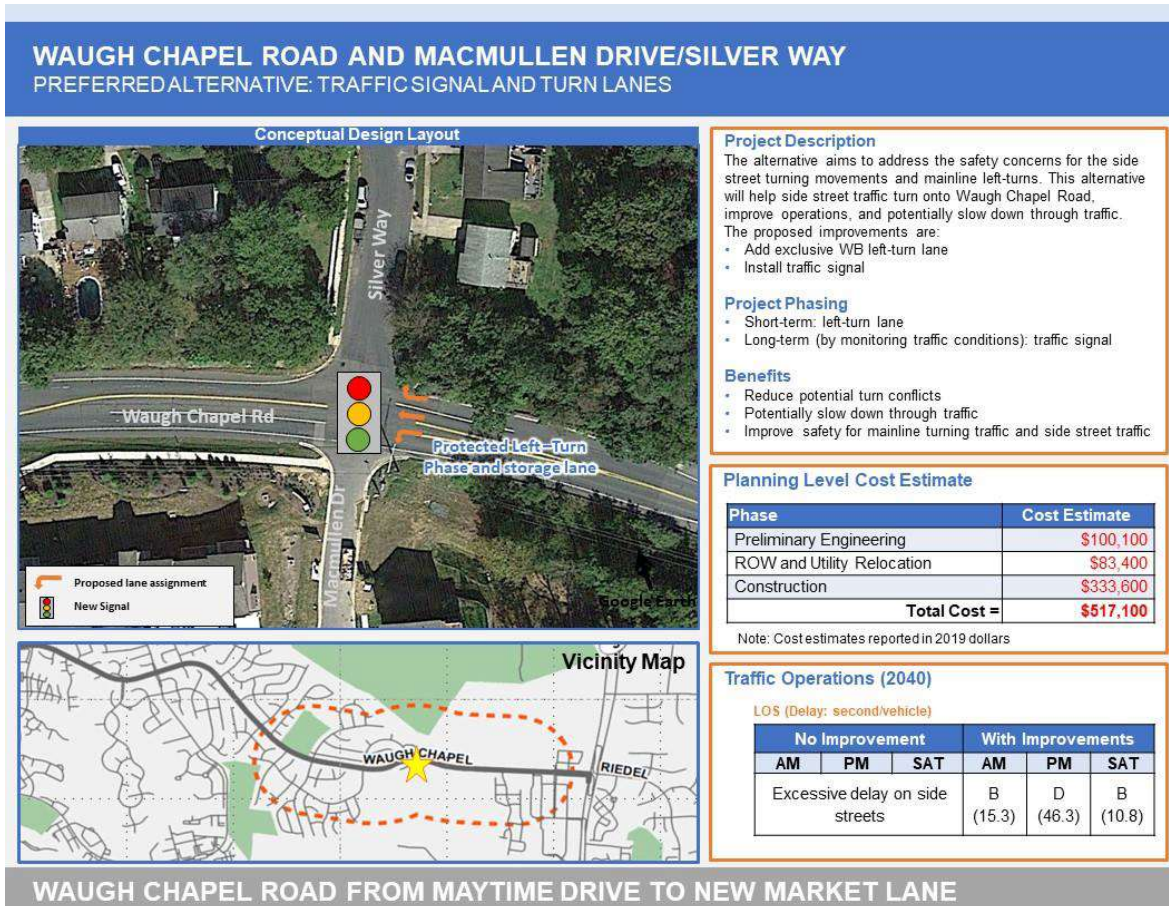 WAUGH CHAPEL ROAD AND MACMULLEN DRIVE/SILVER WAY
PREFERRED ALTERNATIVE: TRAFFIC SIGNAL AND TURN LANES
Conceptual Design Layout
Silver Way
Waugh Chapel Rd
Protected Left-Turn
Phase and storage lane
Macmullen Dr
Proposed lane assignment
New Signal
Google Earth
Vicinity Map
WAUGH CHAPEL
RIEDEL
Project Description
The alternative aims to address the safety concerns for the side
street turning movements and mainline left-turns. This alternative
will help side street traffic turn onto Waugh Chapel Road,
improve operations, and potentially slow down through traffic.
The proposed improvements are:
• Add exclusive WB left-turn lane
• Install traffic signal
Project Phasing
• Short-term: left-turn lane
• Long-term (by monitoring traffic conditions): traffic signal
Benefits
• Reduce potential turn conflicts
• Potentially slow down through traffic
• Improve safety for mainline turning traffic and side street traffic
Planning Level Cost Estimate
Phase Cost Estimate
Preliminary Engineering $100,100
ROW and Utility Relocation $83,400
Construction $333,600
Total Cost = $517,100
Note: Cost estimates reported in 2019 dollars
Traffic Operations (2040)
LOS (Delay: second/vehicle)
No Improvement With Improvements
AM PM SAT AM PM SAT
Excessive delay on side streets B (15.3) D (46.3) B (10.8)
WAUGH CHAPEL ROAD FROM MAYTIME DRIVE TO NEW MARKET LANE